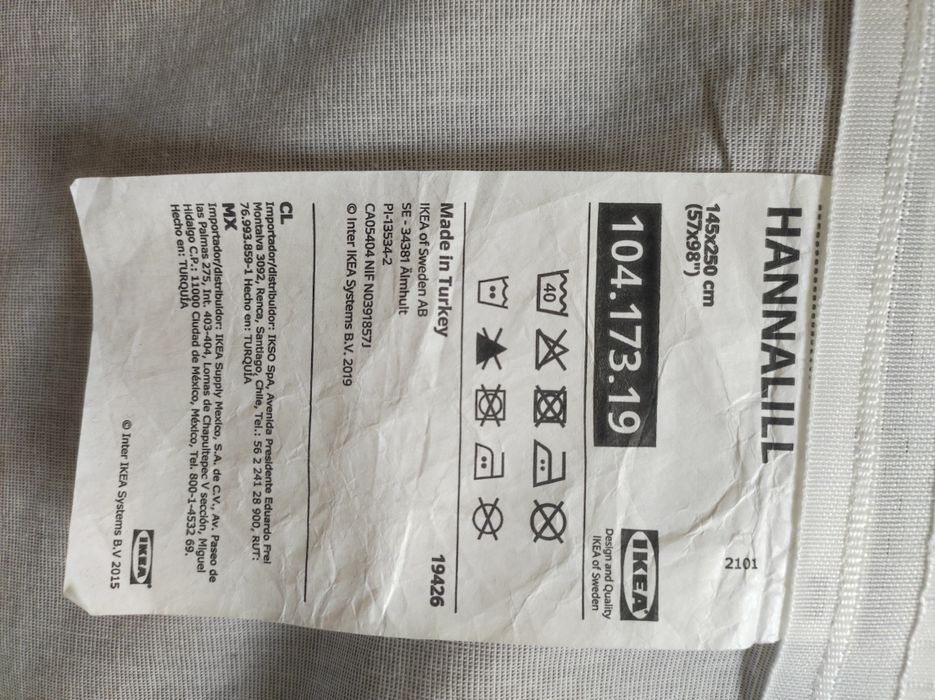 HANNALILL
2101
145x250 cm
(57x98")
IKEA
Design and Quality
IKEA of Sweden
104.173.19
40
Made in Turkey
19426
IKEA of Sweden AB
SE - 34381 Älmhult
PI-13534-2
CA05404 NIF N0391857J
© Inter IKEA Systems B.V. 2019
CL
Importador/distribuidor: IKSO SpA, Avenida Presidente Eduardo Frei
Montalva 3092, Renca, Santiago, Chile, Tel.: 56 2 241 28 900, RUT:
76.993.859-1 Hecho en: TURQUÍA
MX
Importador/distribuidor: IKEA Supply Mexico, S.A. de C.V., Av. Paseo de
las Palmas 275, Int. 403-404, Lomas de Chapultepec V sección, Miguel
Hidalgo C.P.: 11000 Ciudad de México, México, Tel. 800-1-4532 69,
Hecho en: TURQUÍA
IKEA
© Inter IKEA Systems B.V 2015